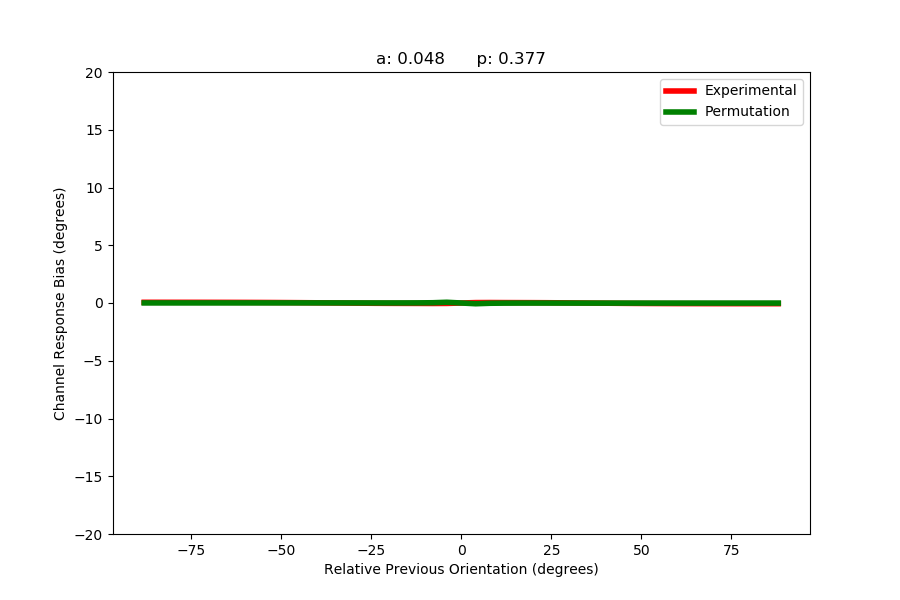 a: 0.048 p: 0.377
Experimental
Permutation
20
15
10
5
0
−5
−10
−15
−20
Channel Response Bias (degrees)
−75 −50 −25 0 25 50 75
Relative Previous Orientation (degrees)